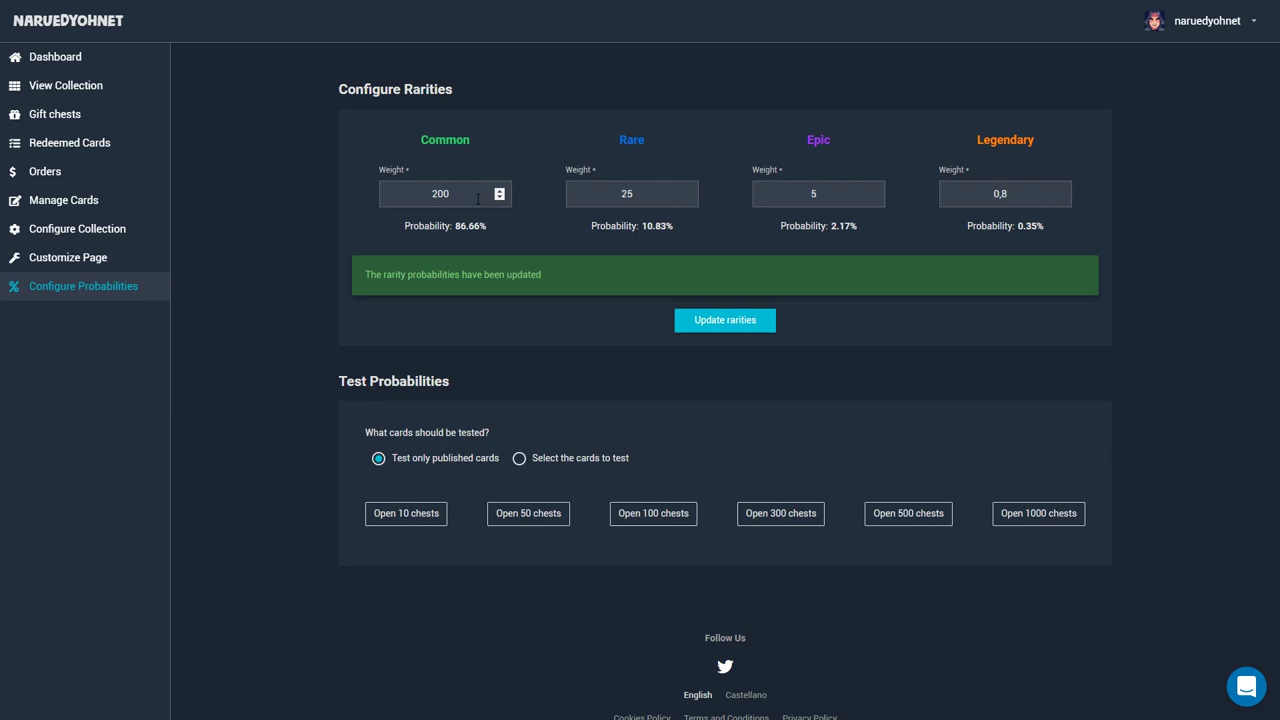 NARUEDYOHNET
naruedyohnet
Dashboard
View Collection
Gift chests
Redeemed Cards
Orders
Manage Cards
Configure Collection
Customize Page
Configure Probabilities
Configure Rarities
Common Rare Epic Legendary
Weight * Weight * Weight * Weight *
200 25 5 0,8
Probability: 86.66% Probability: 10.83% Probability: 2.17% Probability: 0.35%
The rarity probabilities have been updated
Update rarities
Test Probabilities
What cards should be tested?
Test only published cards Select the cards to test
Open 10 chests Open 50 chests Open 100 chests Open 300 chests Open 500 chests Open 1000 chests
Follow Us
English Castellano
Cookies Policy Terms and Conditions Privacy Policy